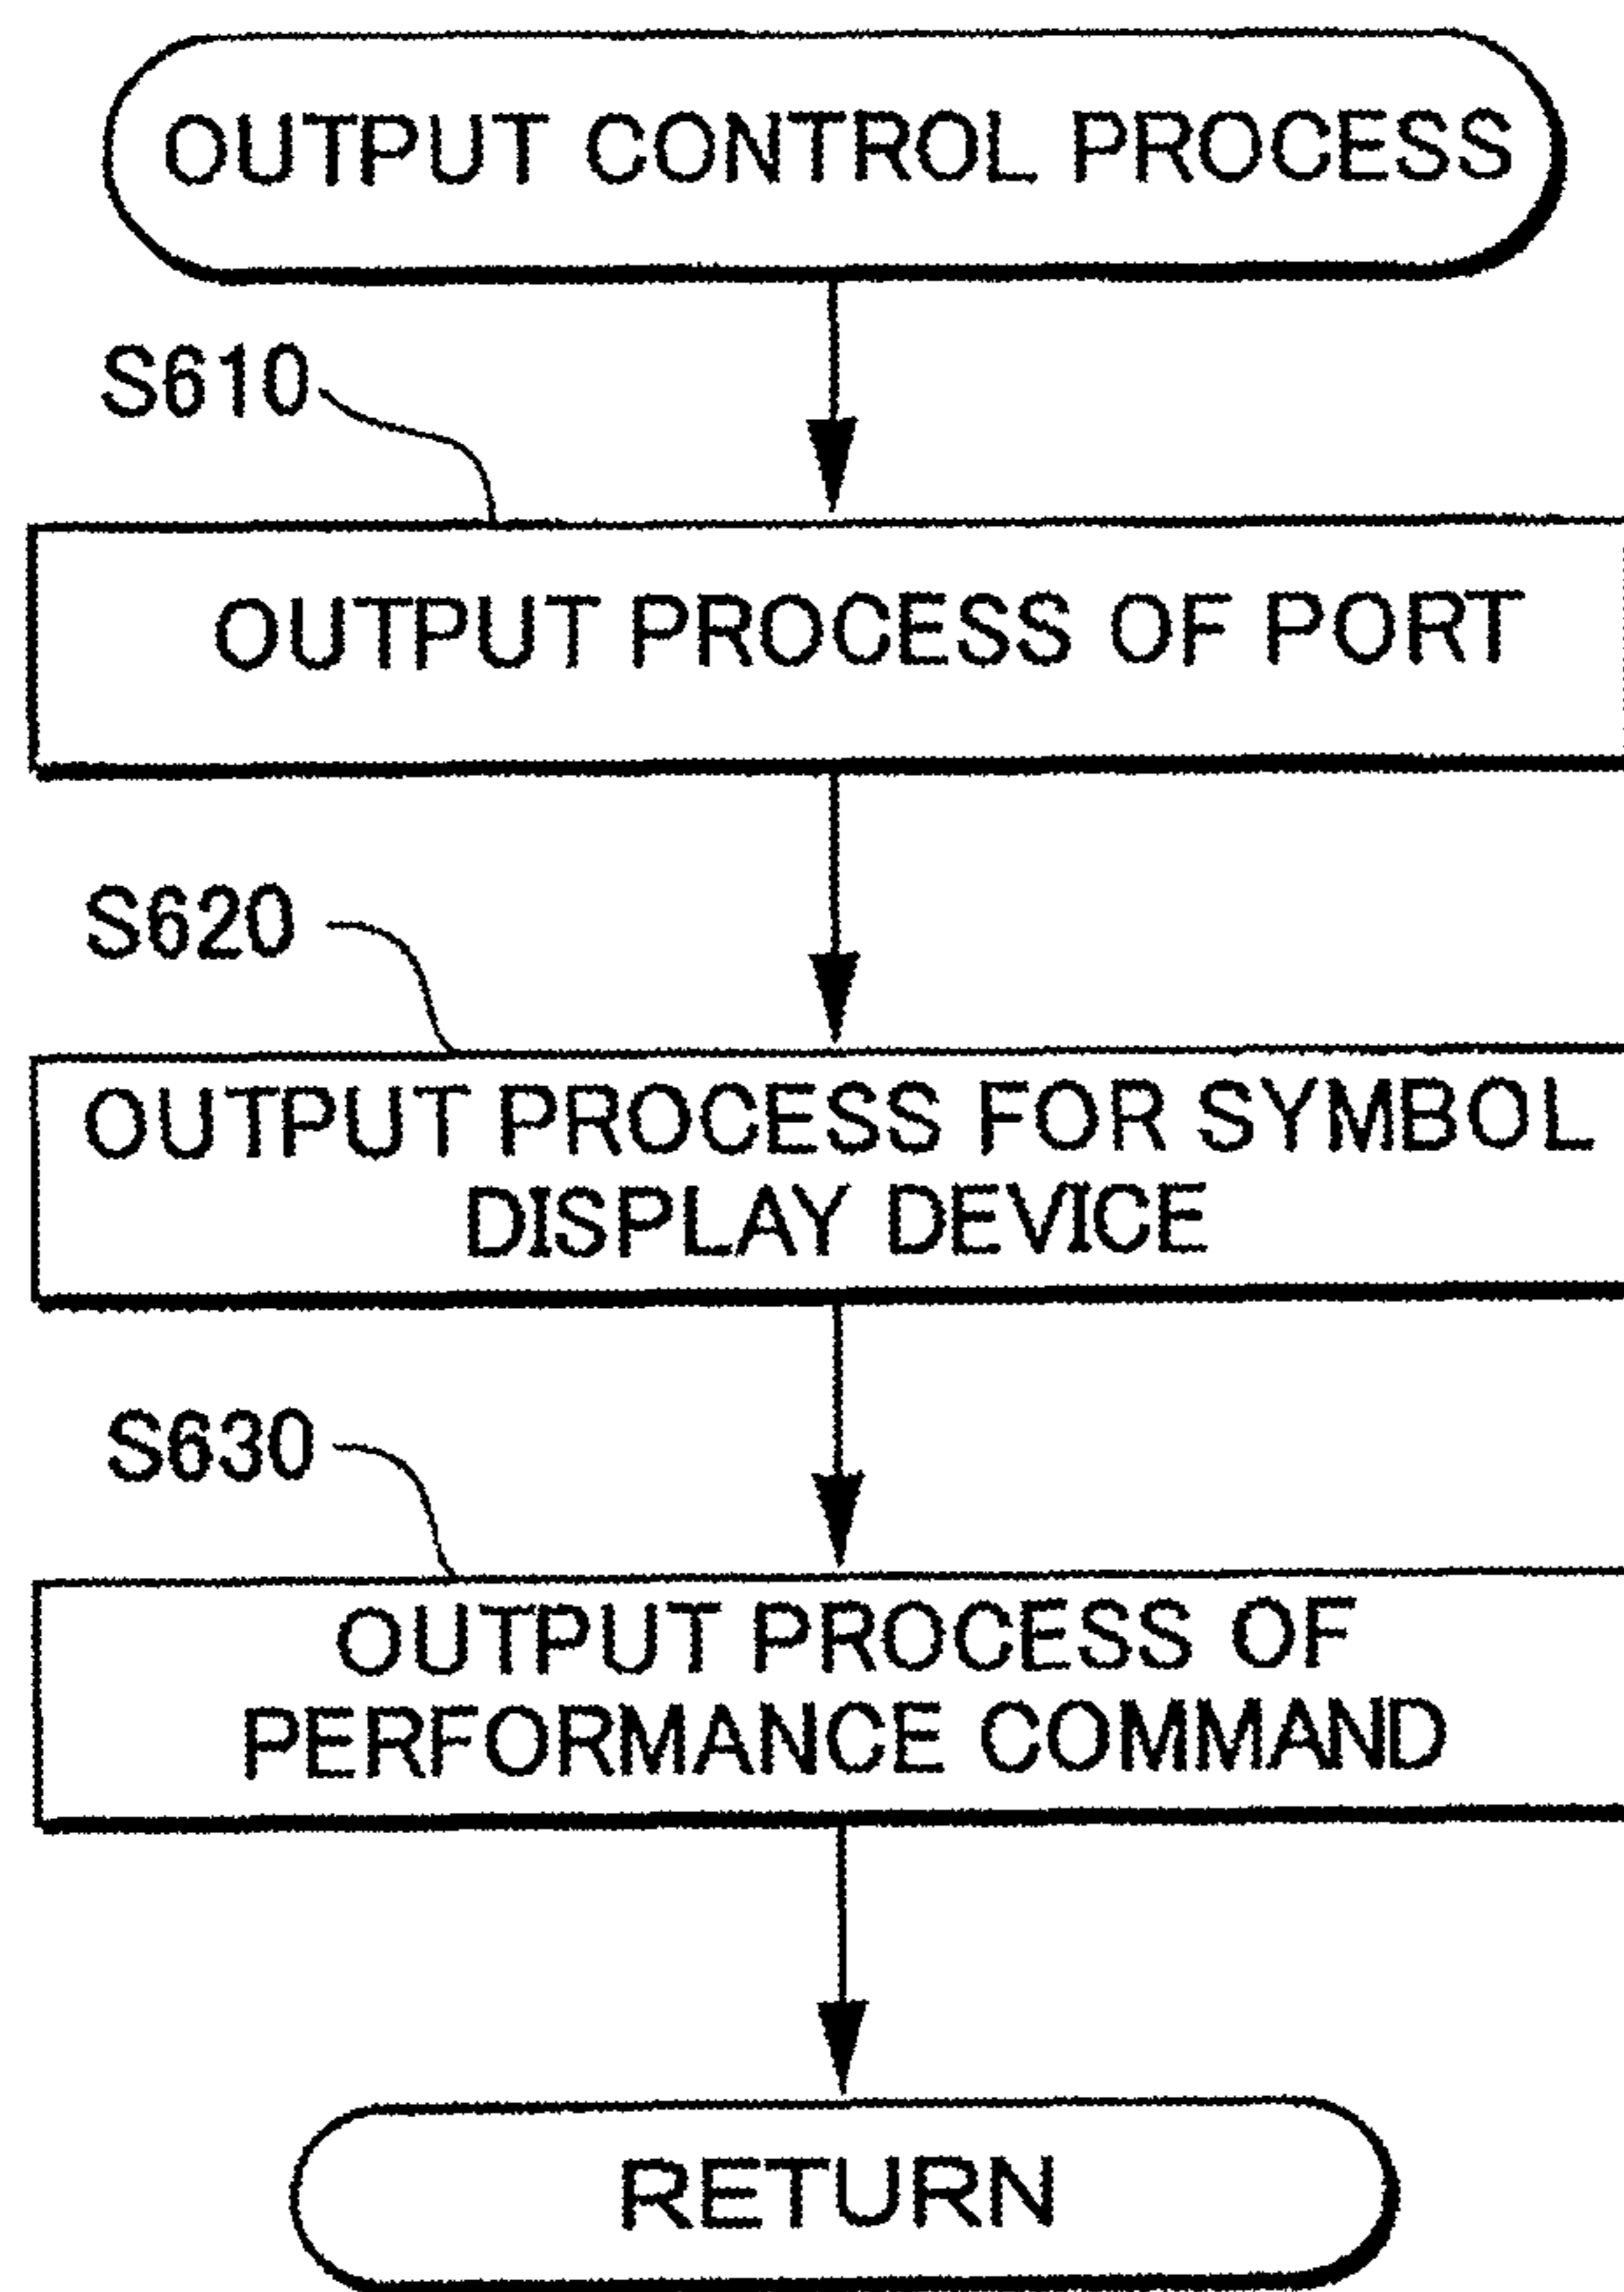 OUTPUT CONTROL PROCESS
S610
OUTPUT PROCESS OF PORT
S620
OUTPUT PROCESS FOR SYMBOL
DISPLAY DEVICE
S630
OUTPUT PROCESS OF
PERFORMANCE COMMAND
RETURN